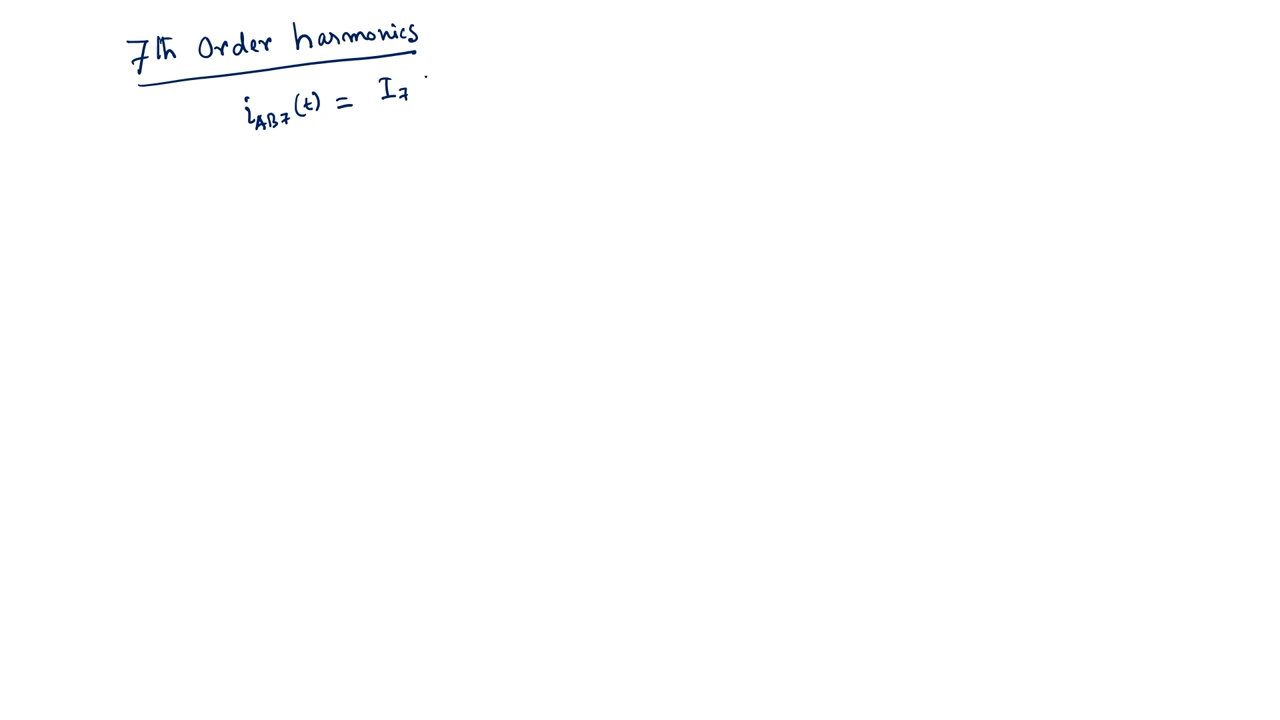 7th Order harmonics
i_AB7(t) = I_7